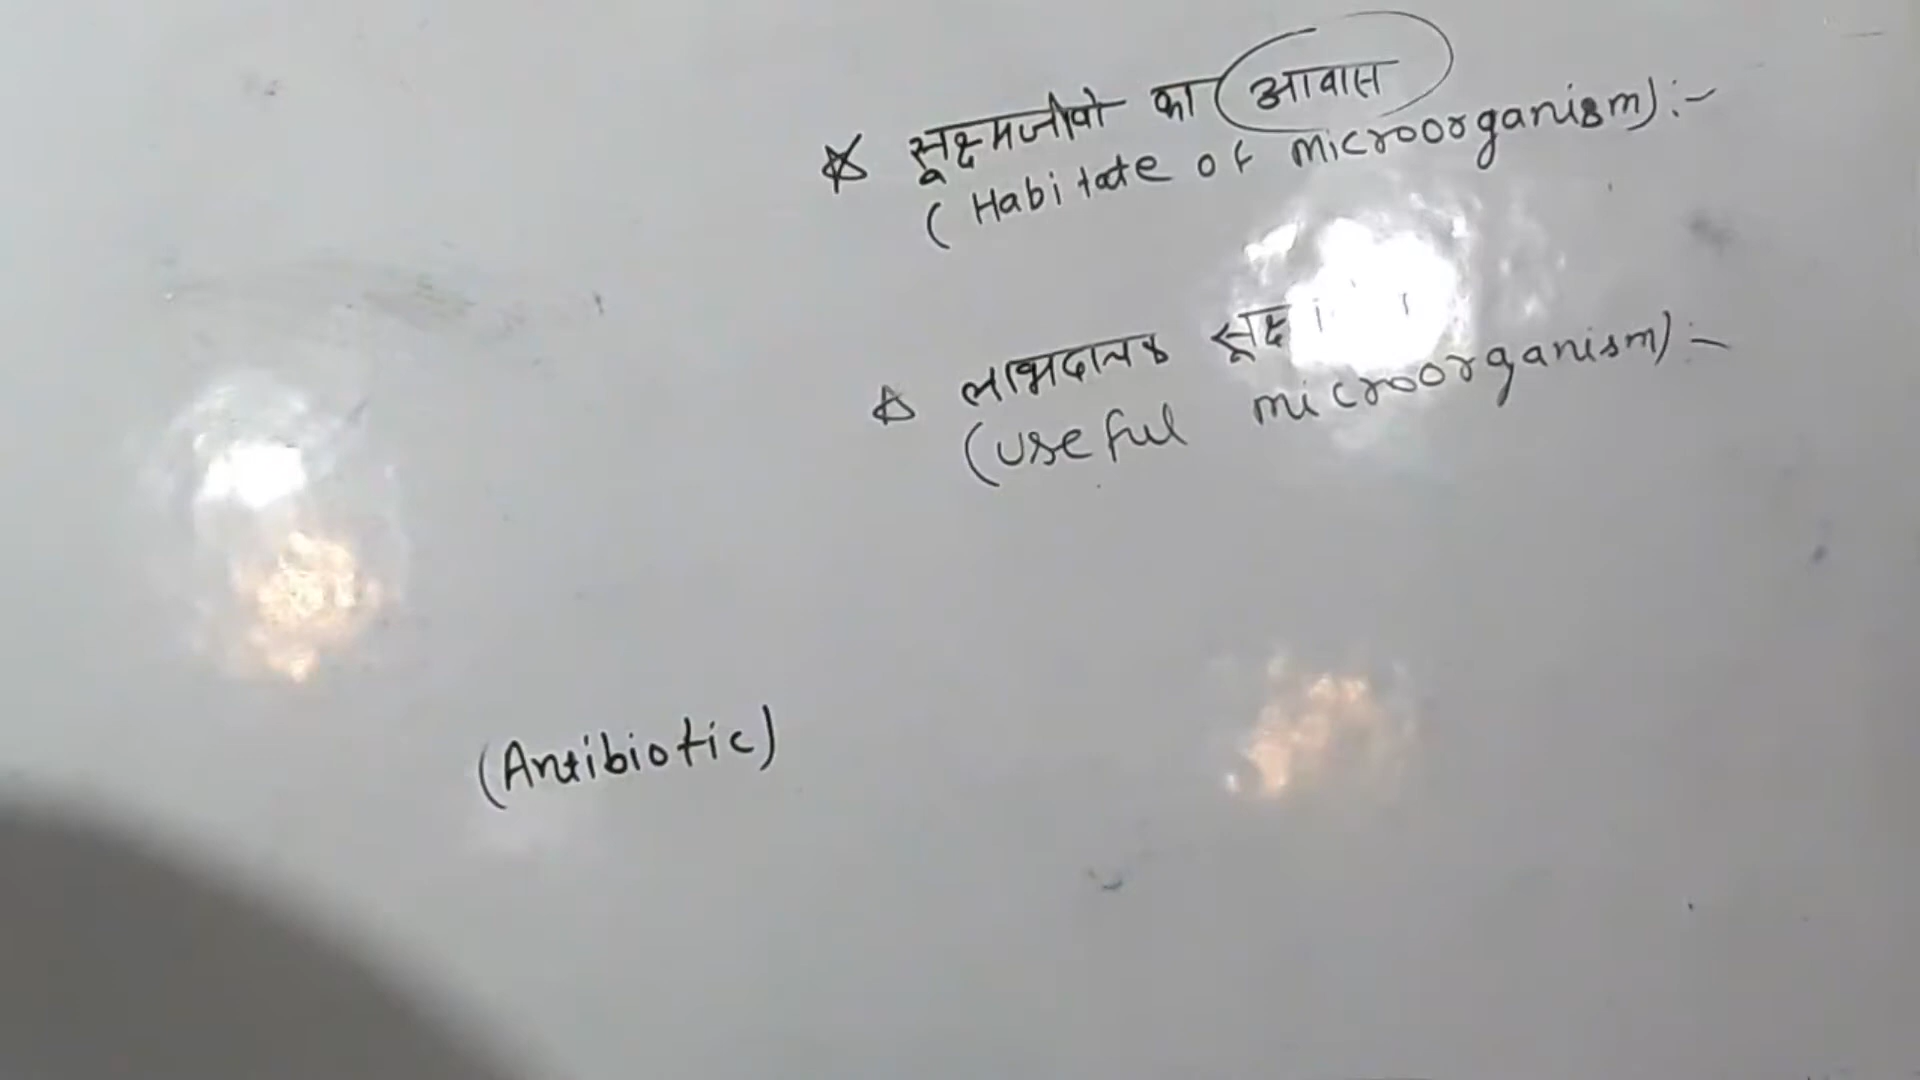 ☆ सूक्ष्मजीवो का आवास
(Habitate of microorganism):-
☆ लाभदायक
(useful microorganism):-
(Antibiotic)